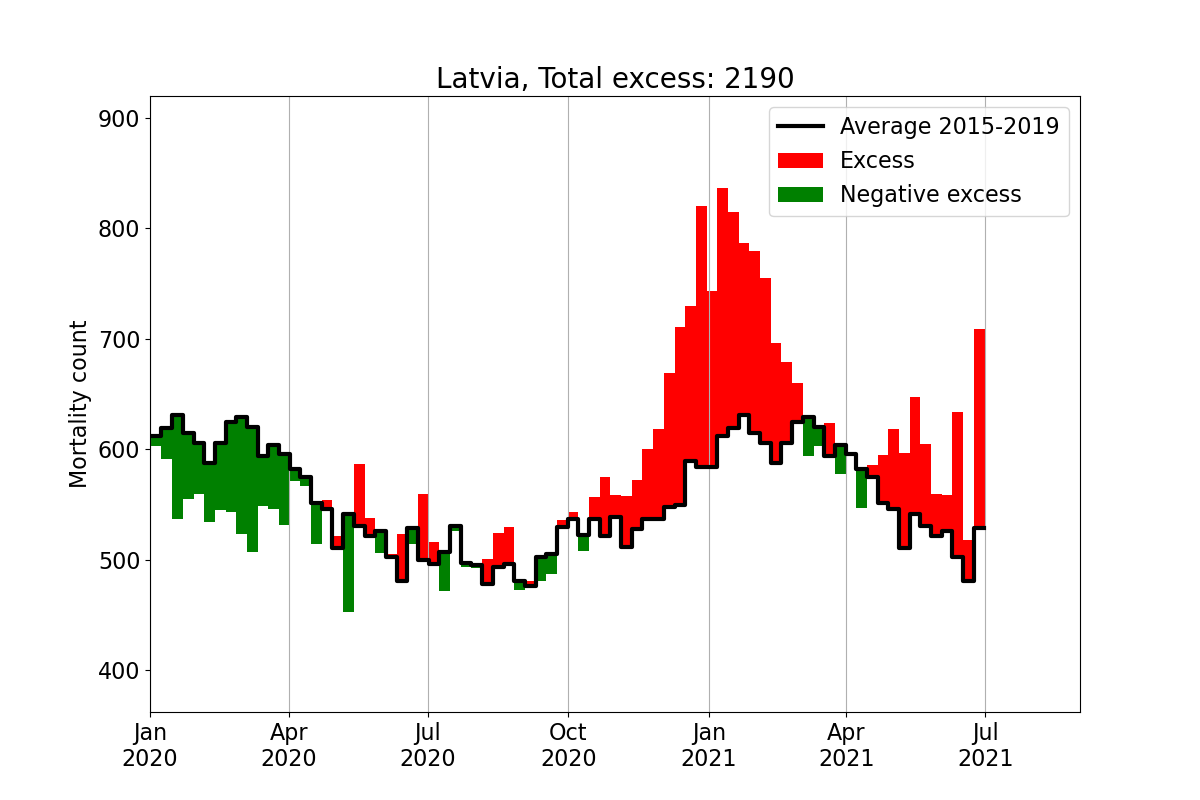 Latvia, Total excess: 2190
Average 2015-2019
Excess
Negative excess
Mortality count
900
800
700
600
500
400
Jan
2020
Apr
2020
Jul
2020
Oct
2020
Jan
2021
Apr
2021
Jul
2021